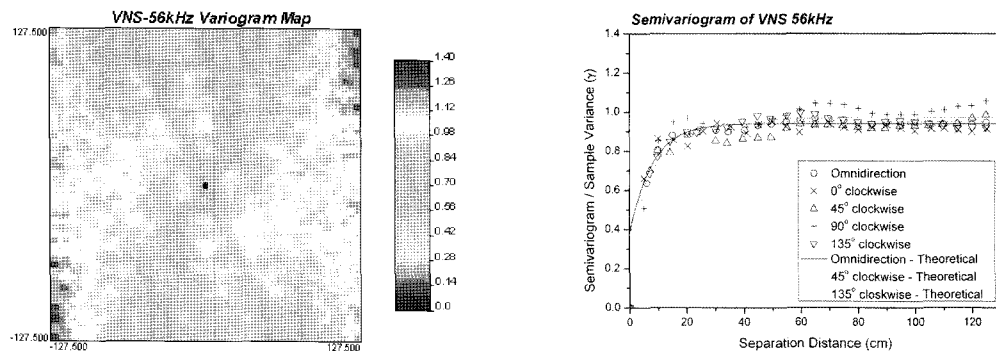 VNS-56kHz Variogram Map
127.500
-127.500
-127.500
127.500
1.40
1.26
1.12
0.98
0.84
0.70
0.56
0.42
0.28
0.14
0.0
Semivariogram of VNS 56kHz
Semivariogram / Sample Variance (γ)
1.4
1.2
1.0
0.8
0.6
0.4
0.2
0.0
0
20
40
60
80
100
120
Separation Distance (cm)
Omnidirection
0° clockwise
45° clockwise
90° clockwise
135° clockwise
Omnidirection - Theoretical
45° clockwise - Theoretical
135° closkwise - Theoretical